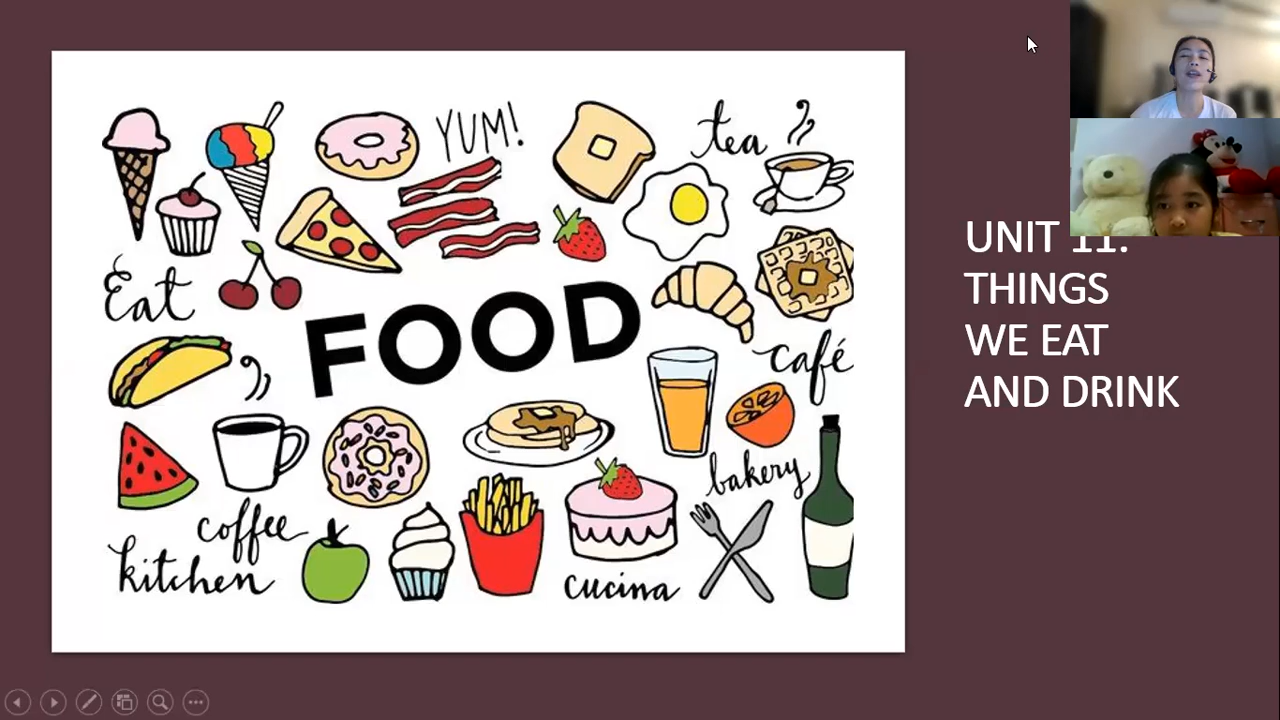 YUM!
tea
Eat
FOOD
café
bakery
coffee
kitchen
cucina
UNIT 11:
THINGS
WE EAT
AND DRINK